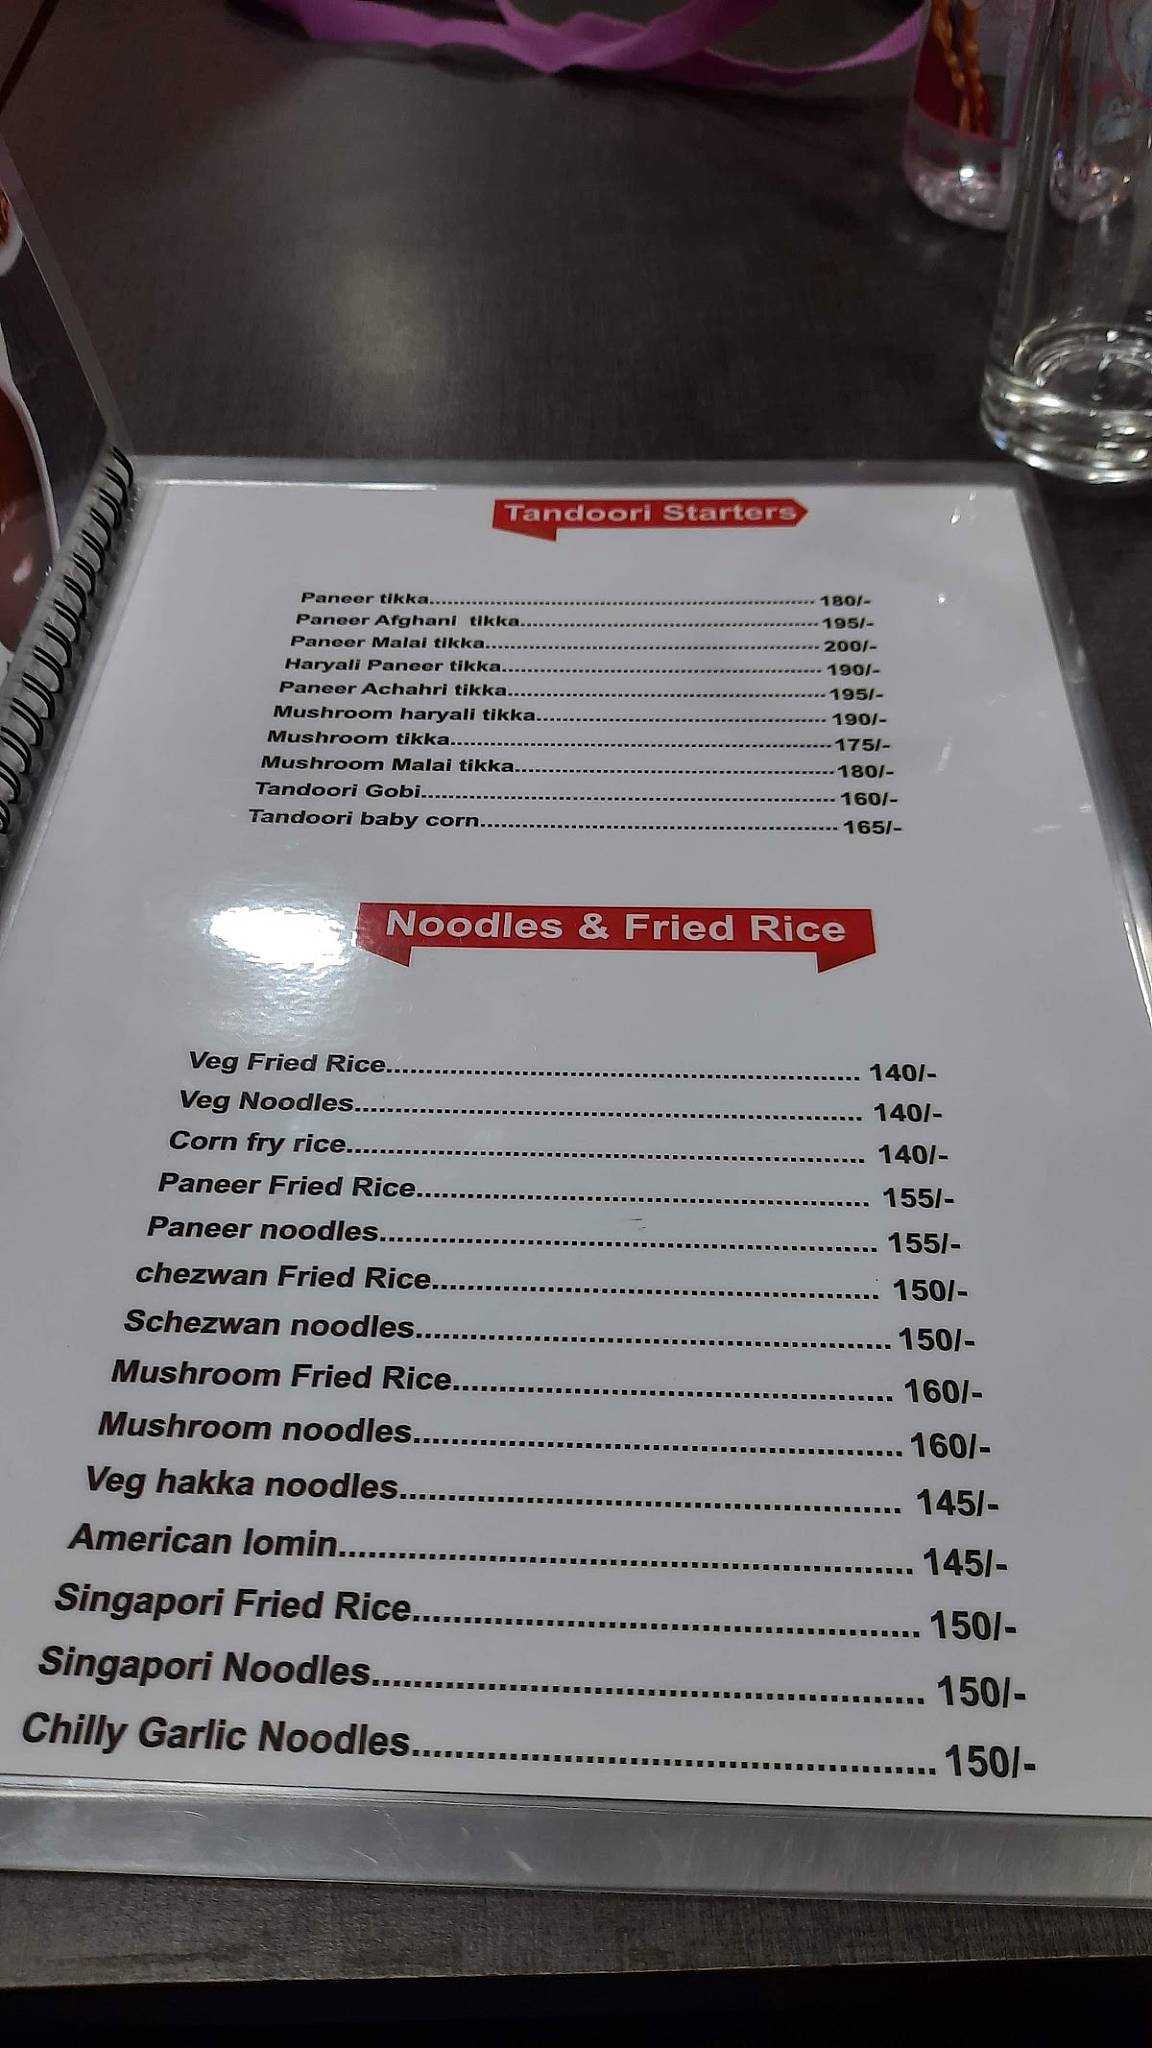 Tandoori Starters
Paneer tikka.......................................................................... 180/-
Paneer Afghani tikka.........................................................195/-
Paneer Malai tikka................................................................ 200/-
Haryali Paneer tikka............................................................. 190/-
Paneer Achahri tikka............................................................195/-
Mushroom haryali tikka...................................................... 190/-
Mushroom tikka.....................................................................175/-
Mushroom Malai tikka.........................................................180/-
Tandoori Gobi........................................................................ 160/-
Tandoori baby corn.............................................................. 165/-
Noodles & Fried Rice
Veg Fried Rice............................................................. 140/-
Veg Noodles................................................................. 140/-
Corn fry rice.................................................................. 140/-
Paneer Fried Rice......................................................... 155/-
Paneer noodles.............................................................. 155/-
chezwan Fried Rice....................................................... 150/-
Schezwan noodles......................................................... 150/-
Mushroom Fried Rice..................................................... 160/-
Mushroom noodles........................................................ 160/-
Veg hakka noodles........................................................ 145/-
American lomin.............................................................. 145/-
Singapori Fried Rice...................................................... 150/-
Singapori Noodles.......................................................... 150/-
Chilly Garlic Noodles..................................................... 150/-